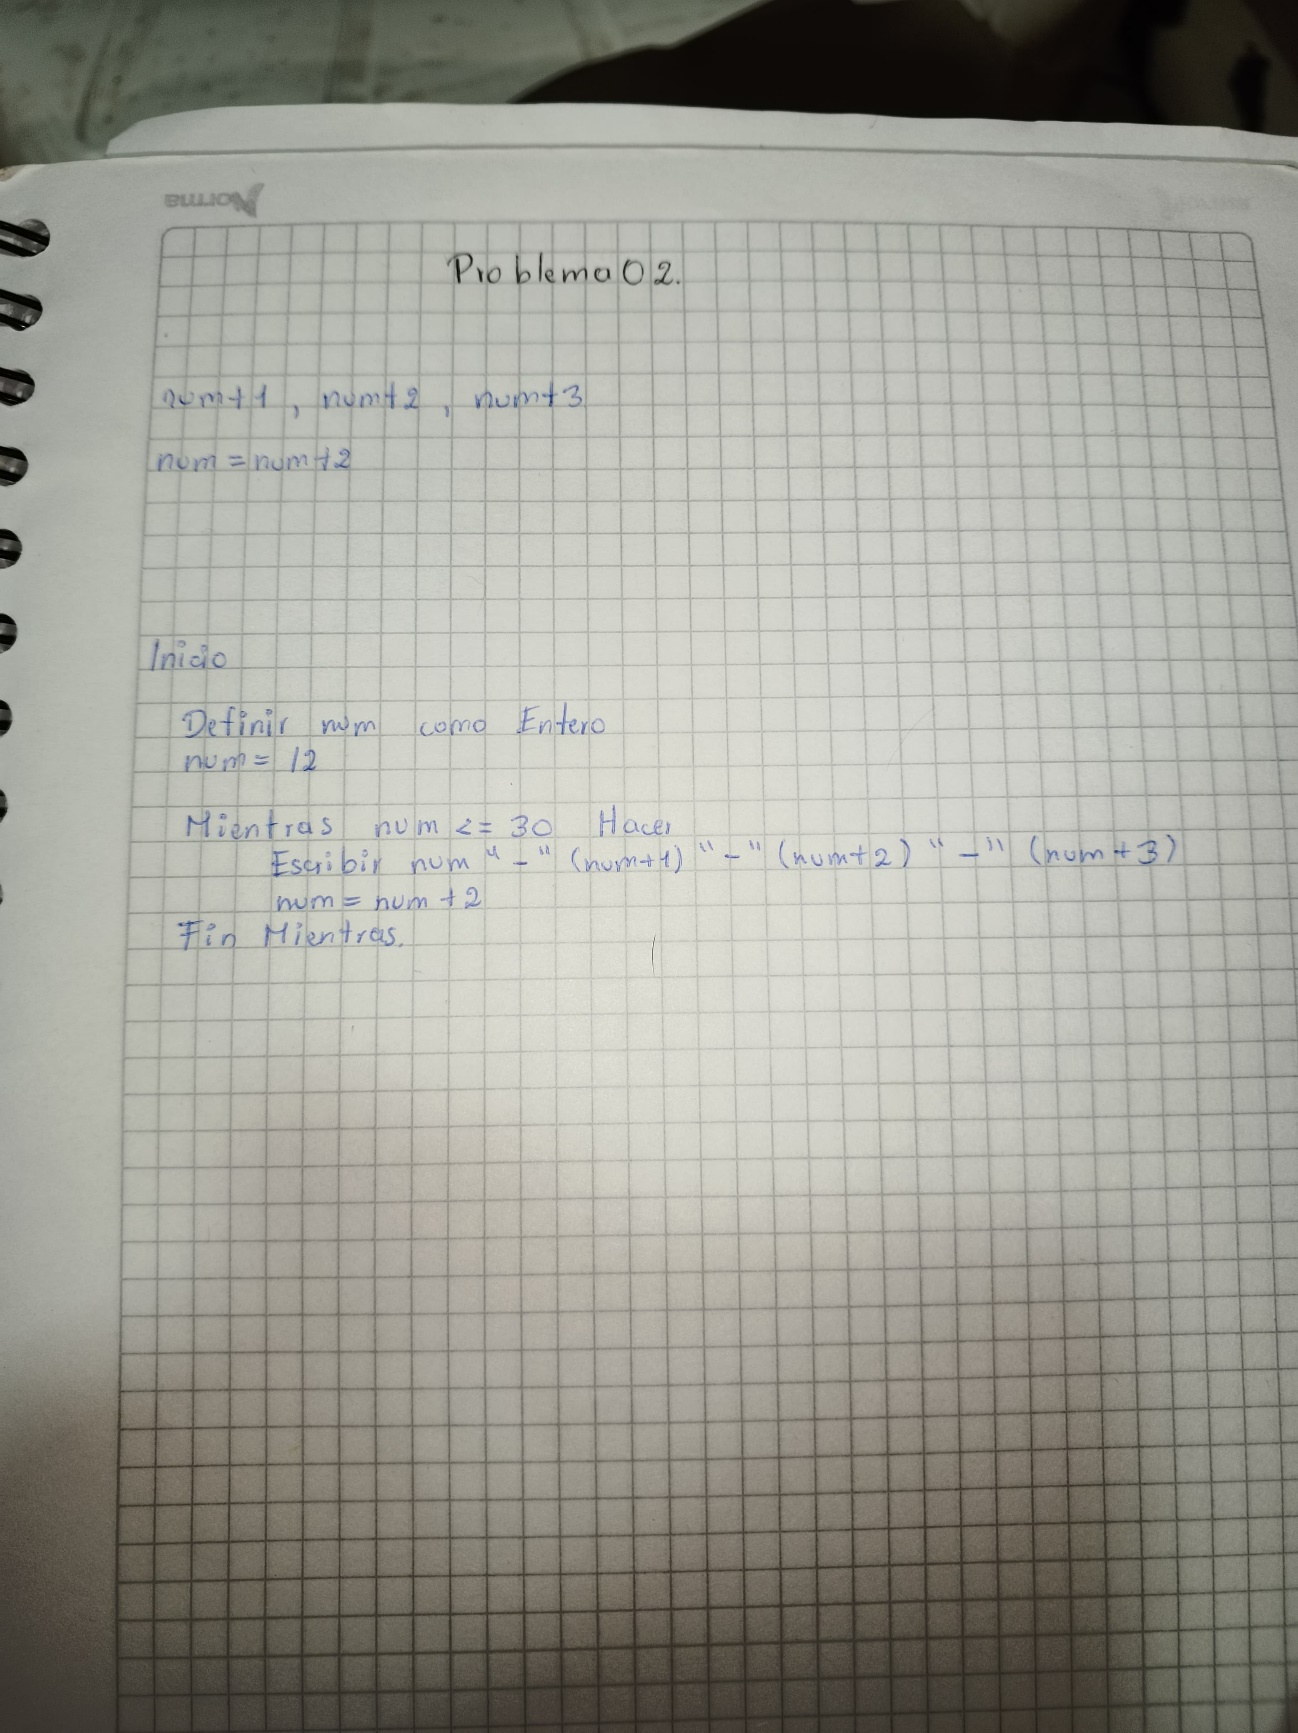 Norma
Problema 02.
num+1 , num+2 , num+3
num = num+2
Inicio
Definir num como Entero
num = 12
Mientras num <= 30 Hacer
Escribir num "-" (num+1) "-" (num+2) "-" (num+3)
num = num +2
Fin Mientras.